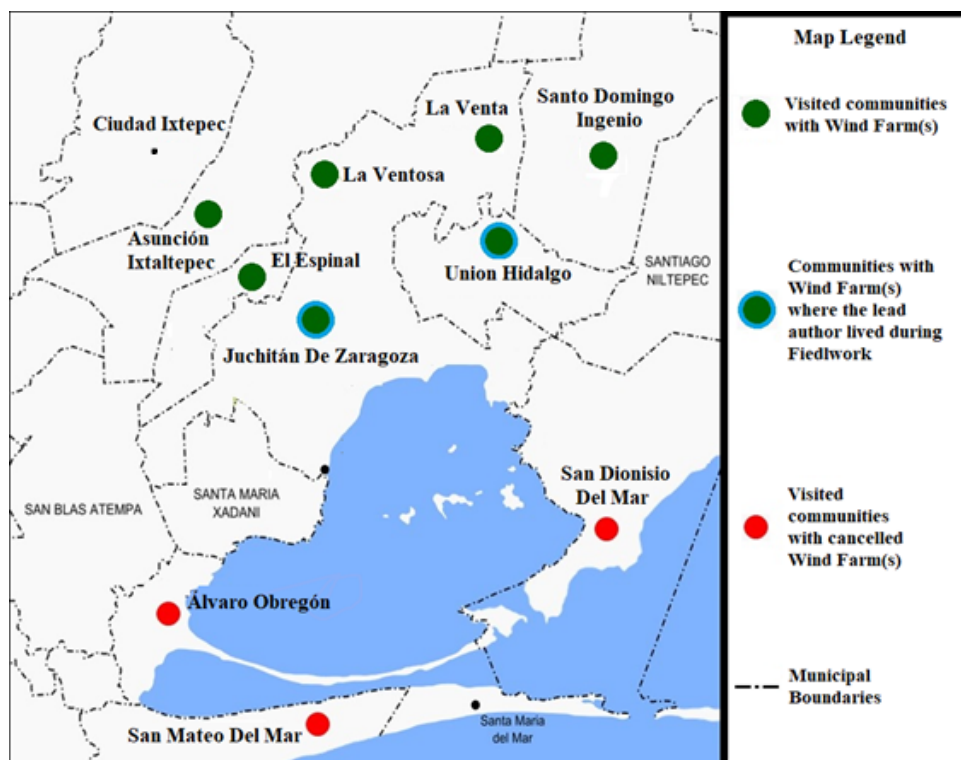 Ciudad Ixtepec
La Venta
Santo Domingo
Ingenio
La Ventosa
Asunción
Ixtaltepec
El Espinal
Union Hidalgo
SANTIAGO
NILTEPEC
Juchitán De Zaragoza
San Dionisio
Del Mar
SAN BLAS ATEMPA
SANTA MARIA
XADANI
Álvaro Obregón
San Mateo Del Mar
Santa Maria
del Mar
Map Legend
Visited communities
with Wind Farm(s)
Communities with
Wind Farm(s)
where the lead
author lived during
Fiedlwork
Visited
communities
with cancelled
Wind Farm(s)
Municipal
Boundaries